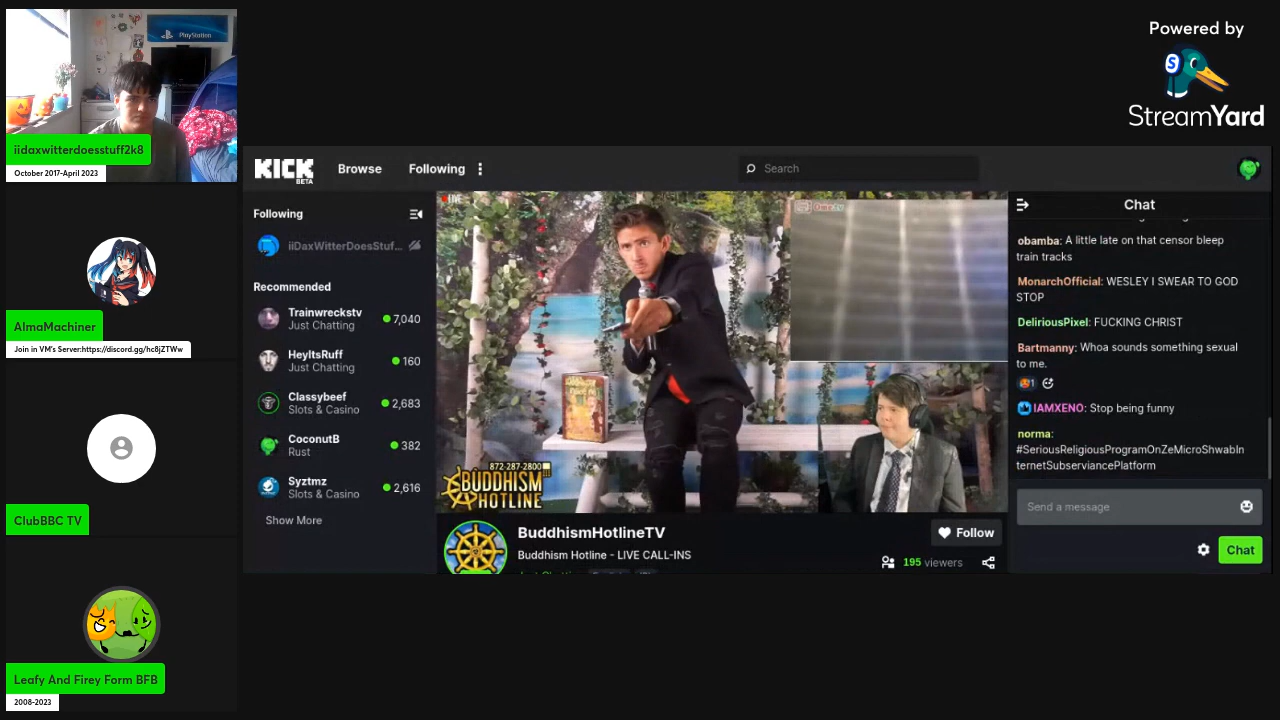 PlayStation
iidaxwitterdoesstuff2k8
October 2017-April 2023
AlmaMachiner
Join in VM's Server:https://discord.gg/hc8jZTWw
ClubBBC TV
Leafy And Firey Form BFB
2008-2023
Powered by
S
StreamYard
KICK
BETA
Browse
Following
Search
Following
iiDaxWitterDoesStuf...
Recommended
Trainwreckstv
Just Chatting
7,040
HeyItsRuff
Just Chatting
160
Classybeef
Slots & Casino
2,683
CoconutB
Rust
382
Syztmz
Slots & Casino
2,616
Show More
LIVE
Ome.tv
872-287-2800
BUDDHISM
HOTLINE
BuddhismHotlineTV
Buddhism Hotline - LIVE CALL-INS
Follow
195 viewers
Chat
obamba: A little late on that censor bleep
train tracks
MonarchOfficial: WESLEY I SWEAR TO GOD
STOP
DeliriousPixel: FUCKING CHRIST
Bartmanny: Whoa sounds something sexual
to me.
1
IAMXENO: Stop being funny
norma:
#SeriousReligiousProgramOnZeMicroShwabIn
ternetSubserviancePlatform
Send a message
Chat